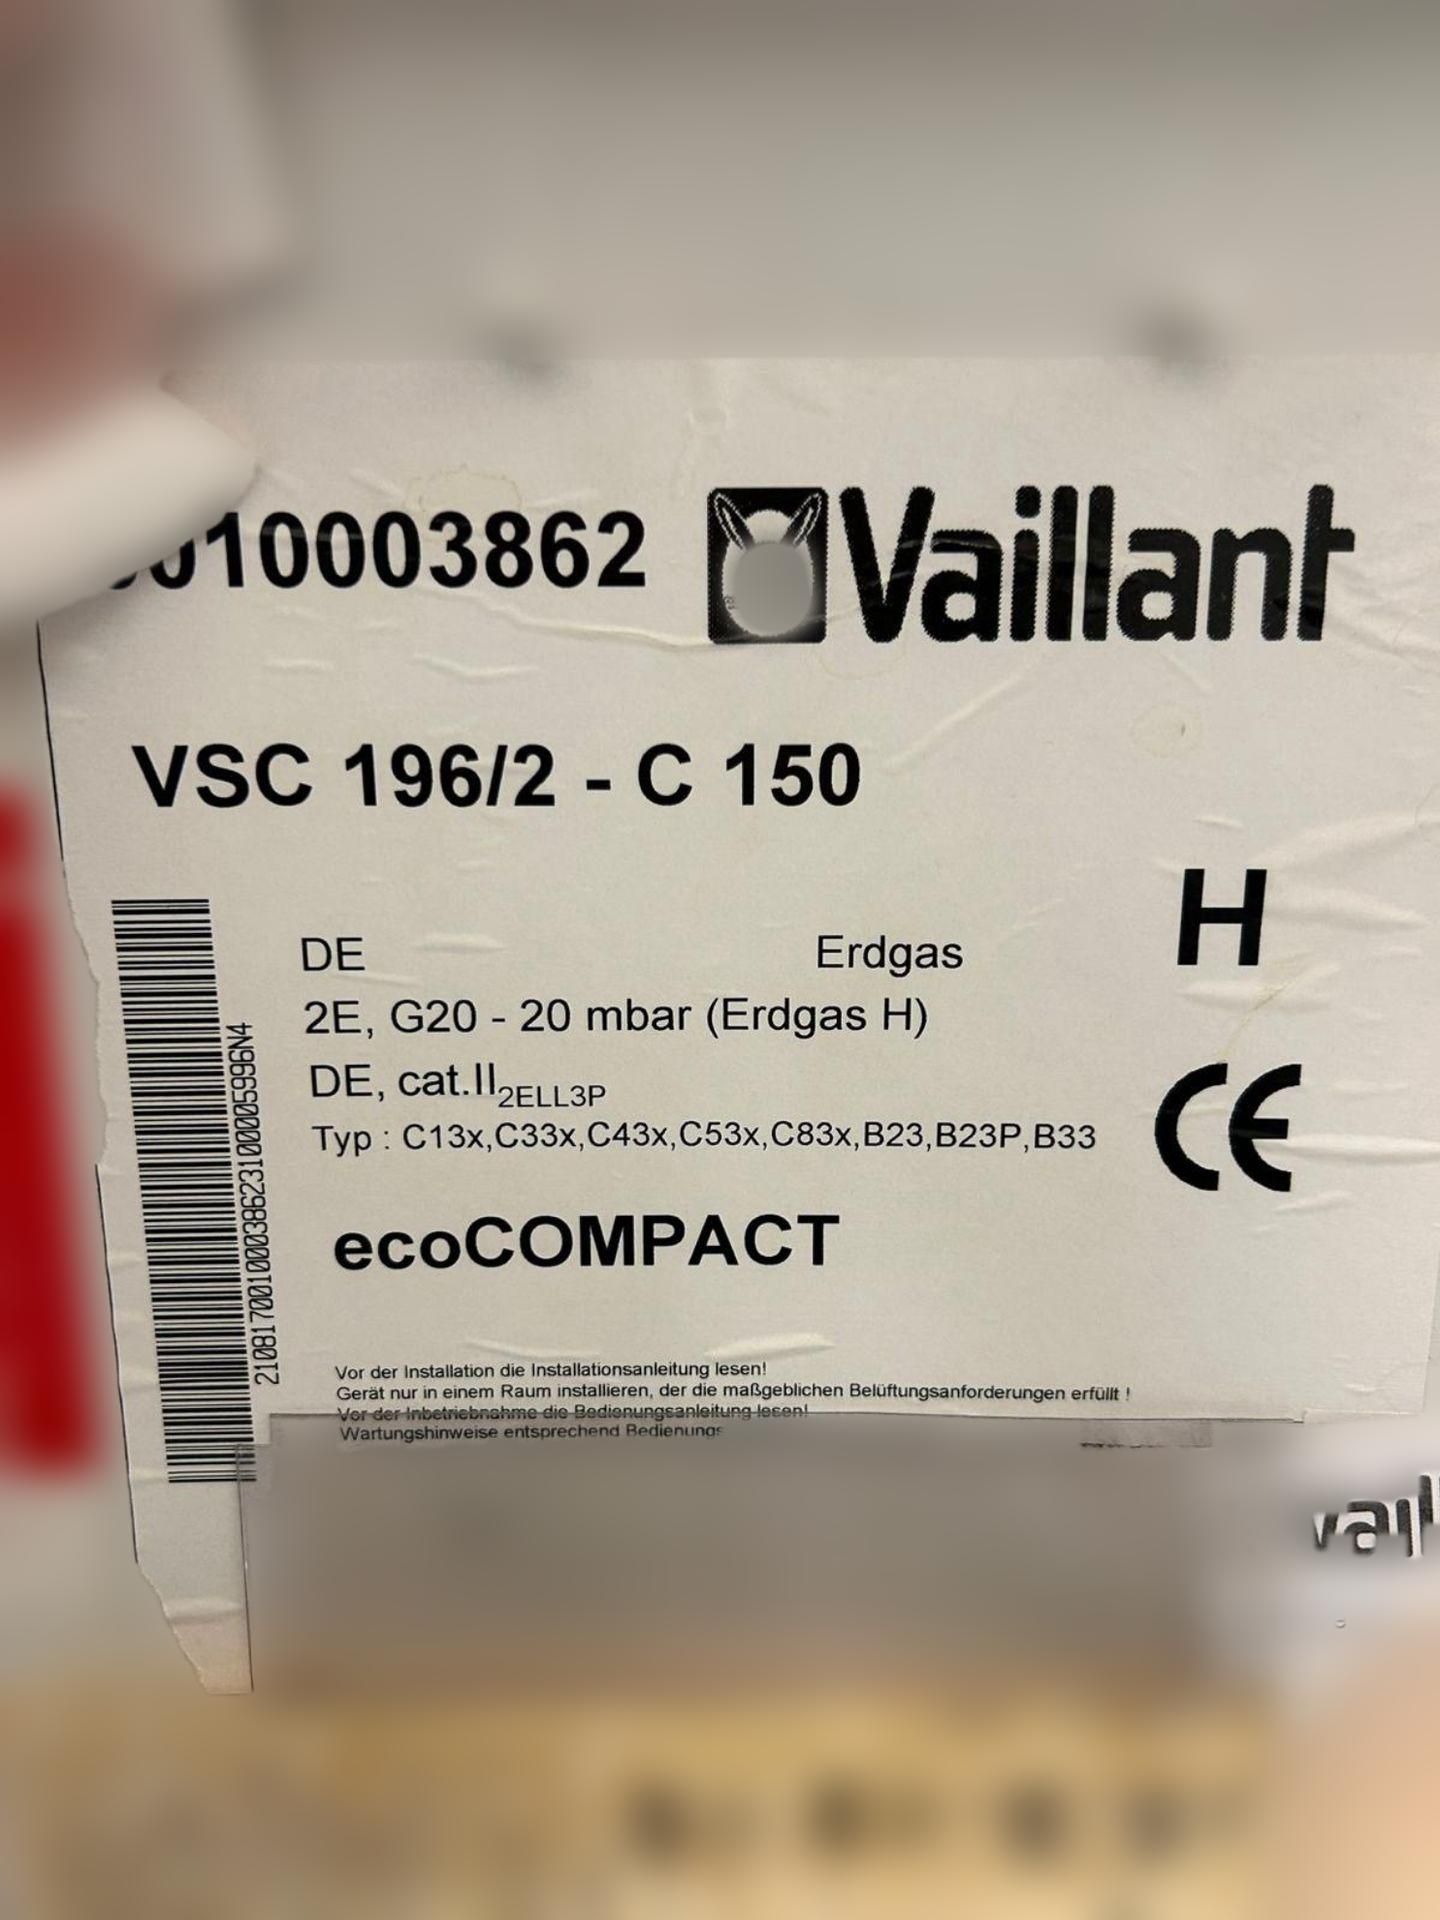 010003862 Vaillant
VSC 196/2 - C 150
H
DE Erdgas
2E, G20 - 20 mbar (Erdgas H)
DE, cat.II2ELL3P
Typ : C13x,C33x,C43x,C53x,C83x,B23,B23P,B33
CE
ecoCOMPACT
21081700100038623100005996N4
Vor der Installation die Installationsanleitung lesen!
Gerät nur in einem Raum installieren, der die maßgeblichen Belüftungsanforderungen erfüllt !
Vor der Inbetriebnahme die Bedienungsanleitung lesen!
Wartungshinweise entsprechend Bedienungs